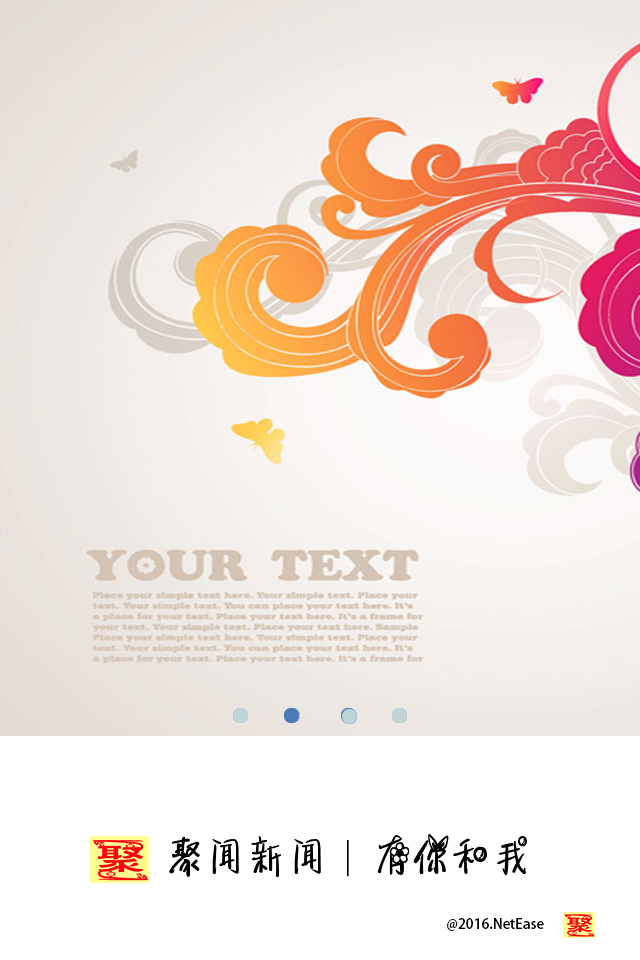 YOUR TEXT
Place your simple text here. Your simple text. Place your
text. Your simple text. You can place your text here. It's
a place for your text. Place your text here. It's a frame for
your text. Your simple text. Place your text here. Sample
Place your simple text here. Your simple text. Place your
text. Your simple text. You can place your text here. It's
a place for your text. Place your text here. It's a frame for
聚 聚闻新闻 | 有你和我
@2016.NetEase 聚